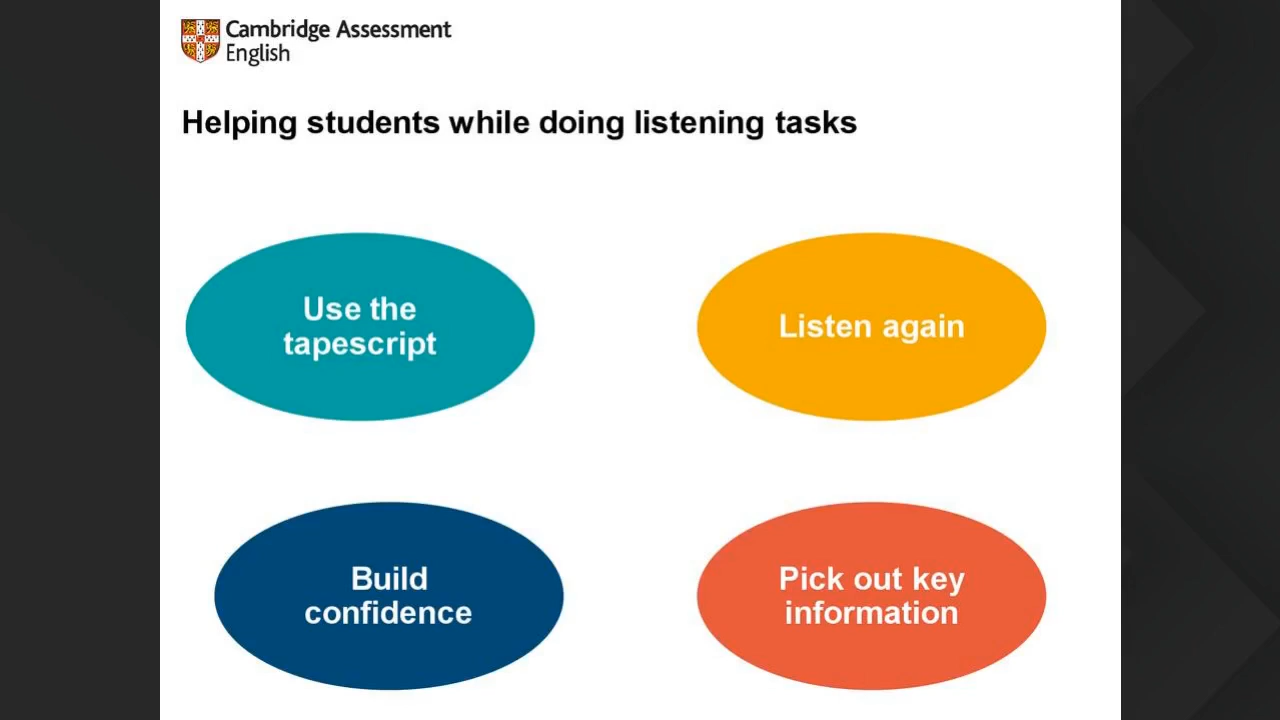 Cambridge Assessment
English
Helping students while doing listening tasks
Use the
tapescript
Listen again
Build
confidence
Pick out key
information